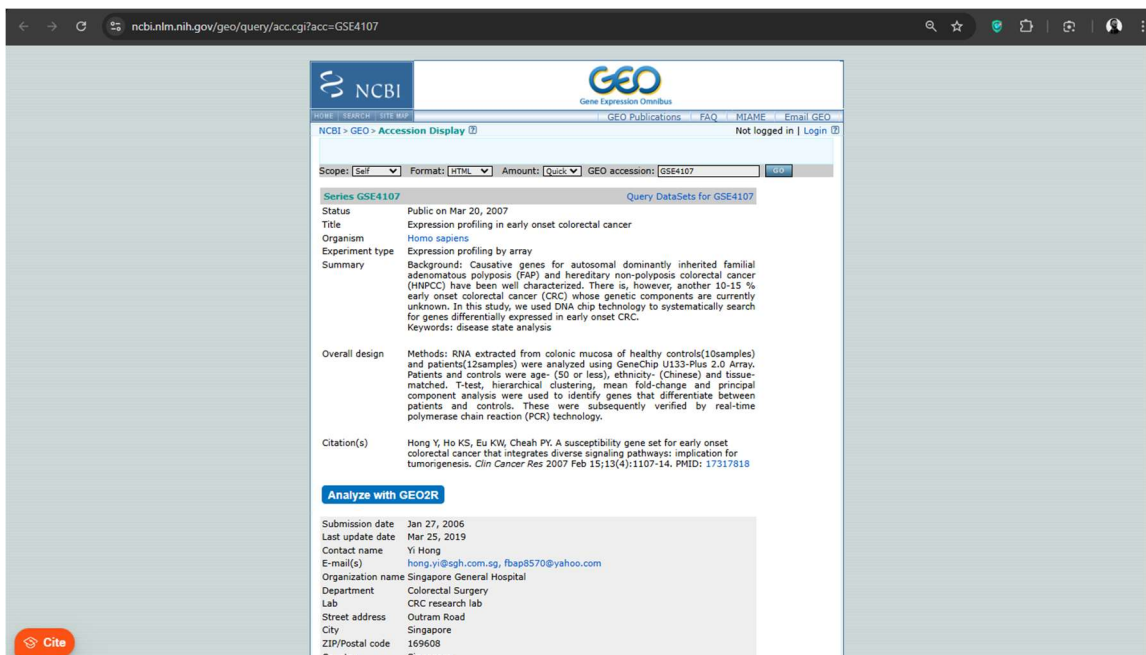 ncbi.nlm.nih.gov/geo/query/acc.cgi?acc=GSE4107
NCBI
GEO
Gene Expression Omnibus
HOME | SEARCH | SITE MAP
GEO Publications | FAQ | MIAME | Email GEO
NCBI > GEO > Accession Display
Not logged in | Login
Scope: Self Format: HTML Amount: Quick GEO accession: GSE4107 GO
Series GSE4107 Query DataSets for GSE4107
Status Public on Mar 20, 2007
Title Expression profiling in early onset colorectal cancer
Organism Homo sapiens
Experiment type Expression profiling by array
Summary Background: Causative genes for autosomal dominantly inherited familial
adenomatous polyposis (FAP) and hereditary non-polyposis colorectal cancer
(HNPCC) have been well characterized. There is, however, another 10-15 %
early onset colorectal cancer (CRC) whose genetic components are currently
unknown. In this study, we used DNA chip technology to systematically search
for genes differentially expressed in early onset CRC.
Keywords: disease state analysis
Overall design Methods: RNA extracted from colonic mucosa of healthy controls(10samples)
and patients(12samples) were analyzed using GeneChip U133-Plus 2.0 Array.
Patients and controls were age- (50 or less), ethnicity- (Chinese) and tissue-
matched. T-test, hierarchical clustering, mean fold-change and principal
component analysis were used to identify genes that differentiate between
patients and controls. These were subsequently verified by real-time
polymerase chain reaction (PCR) technology.
Citation(s) Hong Y, Ho KS, Eu KW, Cheah PY. A susceptibility gene set for early onset
colorectal cancer that integrates diverse signaling pathways: implication for
tumorigenesis. Clin Cancer Res 2007 Feb 15;13(4):1107-14. PMID: 17317818
Analyze with GEO2R
Submission date Jan 27, 2006
Last update date Mar 25, 2019
Contact name Yi Hong
E-mail(s) hong.yi@sgh.com.sg, fbap8570@yahoo.com
Organization name Singapore General Hospital
Department Colorectal Surgery
Lab CRC research lab
Street address Outram Road
City Singapore
ZIP/Postal code 169608
Cite